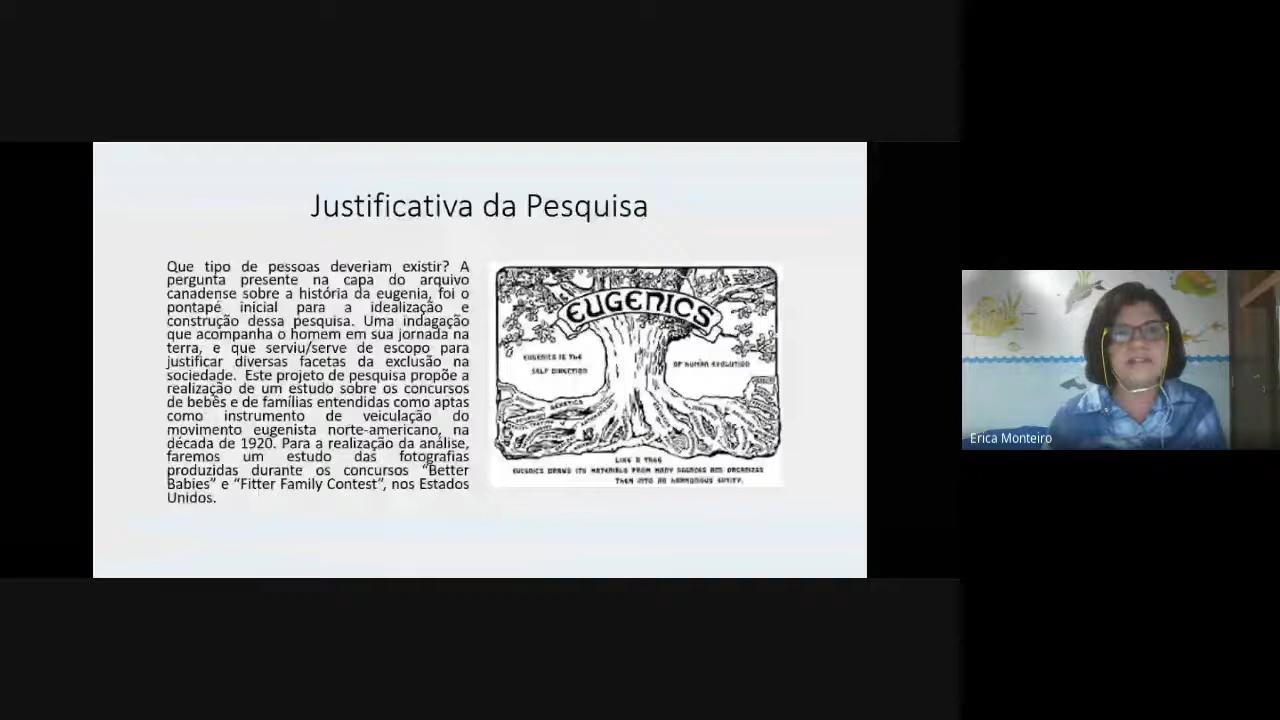 Justificativa da Pesquisa
Que tipo de pessoas deveriam existir? A
pergunta presente na capa do arquivo
canadense sobre a história da eugenia, foi o
pontapé inicial para a idealização e
construção dessa pesquisa. Uma indagação
que acompanha o homem em sua jornada na
terra, e que serviu/serve de escopo para
justificar diversas facetas da exclusão na
sociedade. Este projeto de pesquisa propõe a
realização de um estudo sobre os concursos
de bebês e de famílias entendidas como aptas
como instrumento de veiculação do
movimento eugenista norte-americano, na
década de 1920. Para a realização da análise,
faremos um estudo das fotografias
produzidas durante os concursos “Better
Babies” e “Fitter Family Contest”, nos Estados
Unidos.
EUGENICS
EUGENICS IS THE
SELF DIRECTION
OF HUMAN EVOLUTION
GENETICS
LIKE A TREE
EUGENICS DRAWS ITS MATERIALS FROM MANY SOURCES AND ORGANIZES
THEM INTO AN HARMONIOUS ENTITY.
Erica Monteiro